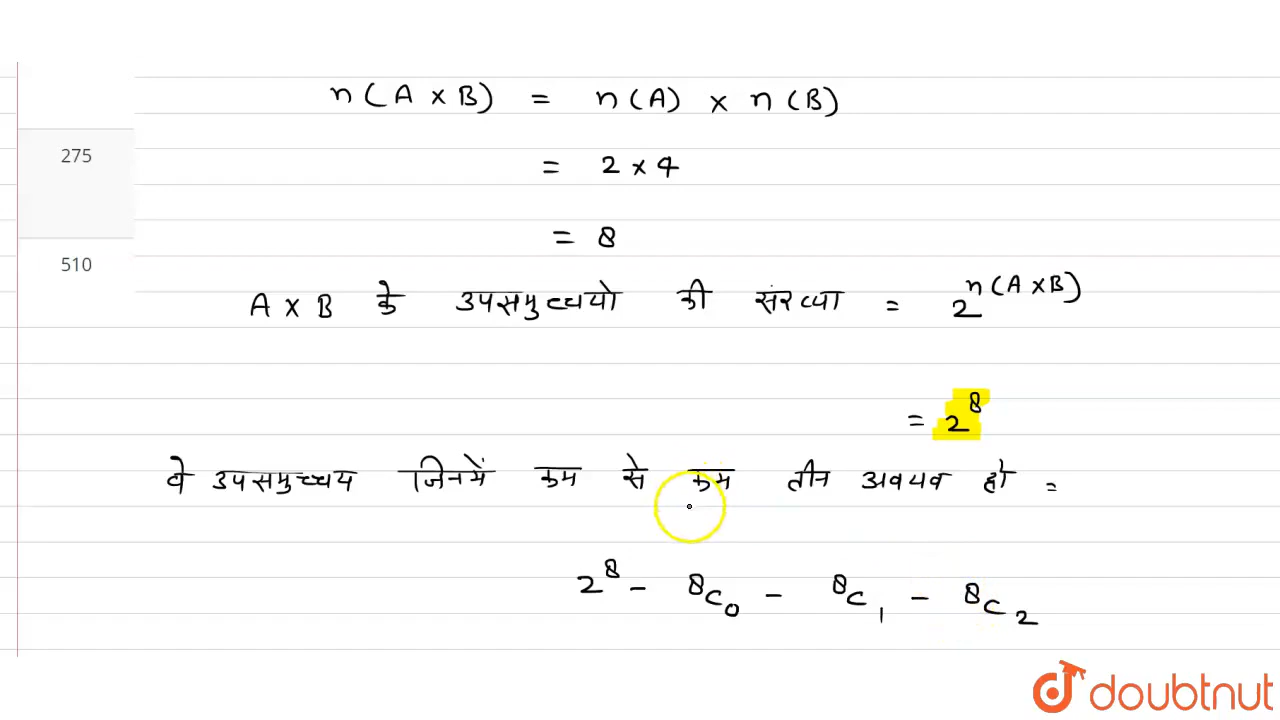 n(A × B) = n(A) × n(B)
275
= 2 × 4
= 8
510
A × B के उपसमुच्चयो की संख्या = 2^n(A×B)
= 2^8
वे उपसमुच्चय जिनमें कम से कम तीन अवयव हो =
2^8 - 8C0 - 8C1 - 8C2
doubtnut